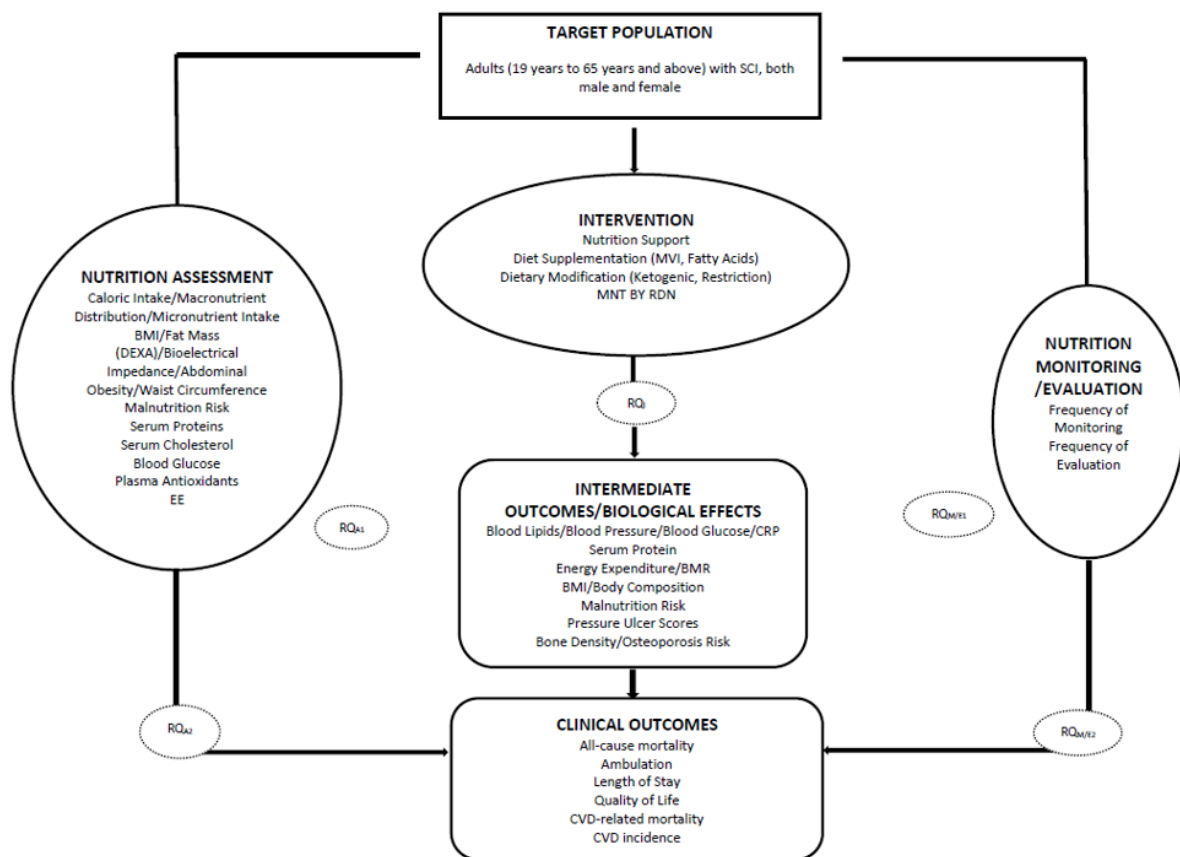 TARGET POPULATION
Adults (19 years to 65 years and above) with SCI, both
male and female
INTERVENTION
Nutrition Support
Diet Supplementation (MVI, Fatty Acids)
Dietary Modification (Ketogenic, Restriction)
MNT BY RDN
NUTRITION ASSESSMENT
Caloric Intake/Macronutrient
Distribution/Micronutrient Intake
BMI/Fat Mass
(DEXA)/Bioelectrical
Impedance/Abdominal
Obesity/Waist Circumference
Malnutrition Risk
Serum Proteins
Serum Cholesterol
Blood Glucose
Plasma Antioxidants
EE
NUTRITION
MONITORING
/EVALUATION
Frequency of
Monitoring
Frequency of
Evaluation
RQI
INTERMEDIATE
OUTCOMES/BIOLOGICAL EFFECTS
Blood Lipids/Blood Pressure/Blood Glucose/CRP
Serum Protein
Energy Expenditure/BMR
BMI/Body Composition
Malnutrition Risk
Pressure Ulcer Scores
Bone Density/Osteoporosis Risk
RQA1
RQM/E1
RQA2
RQM/E2
CLINICAL OUTCOMES
All-cause mortality
Ambulation
Length of Stay
Quality of Life
CVD-related mortality
CVD incidence